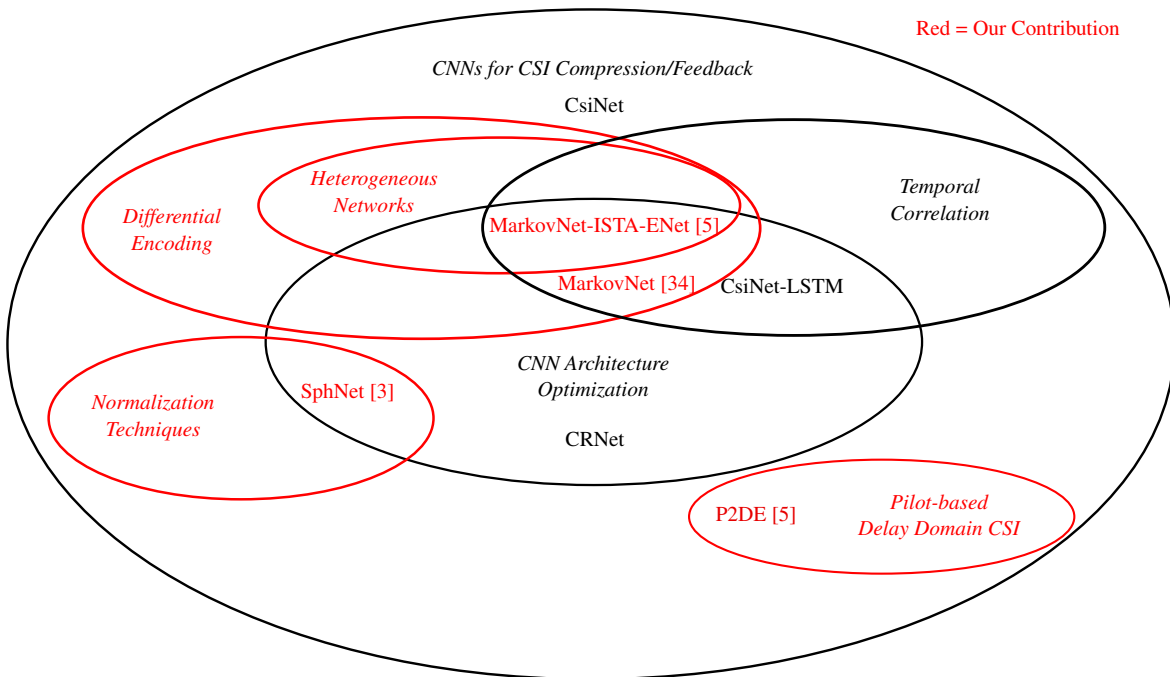 Red = Our Contribution
CNNs for CSI Compression/Feedback
CsiNet
Heterogeneous
Networks
Temporal
Correlation
Differential
Encoding
MarkovNet-ISTA-ENet [5]
MarkovNet [34]
CsiNet-LSTM
CNN Architecture
Optimization
SphNet [3]
Normalization
Techniques
CRNet
P2DE [5]
Pilot-based
Delay Domain CSI